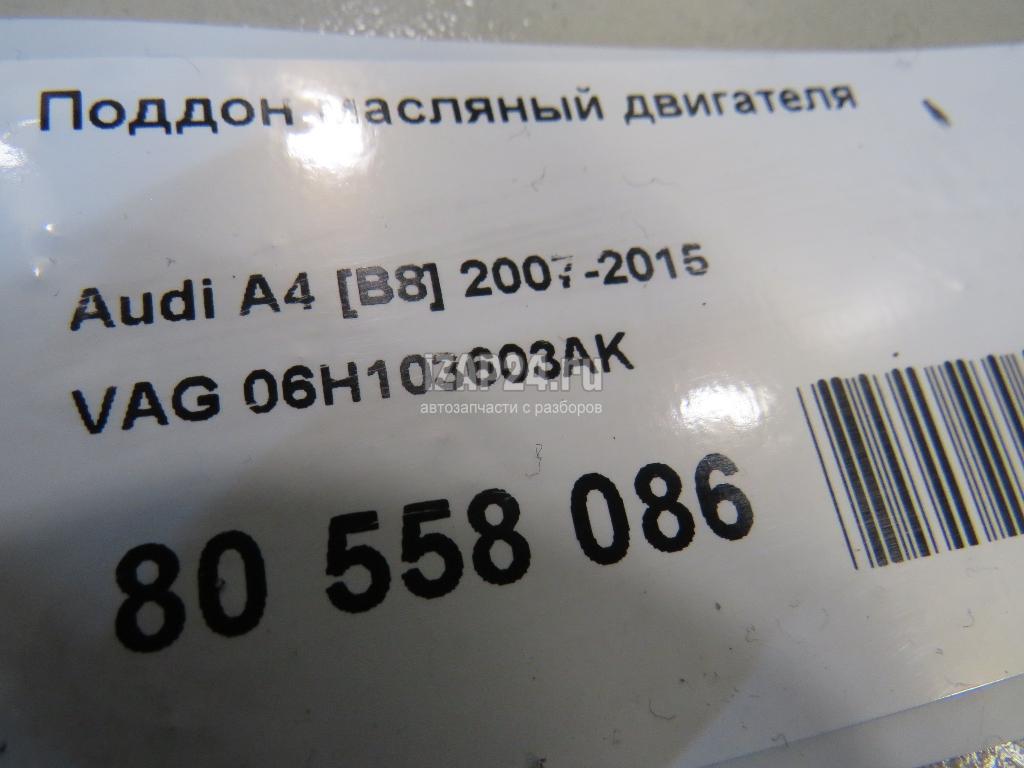 Поддон масляный двигателя
Audi A4 [B8] 2007-2015
VAG 06H103603AK
IZAP24.ru
автозапчасти с разборов
80 558 086